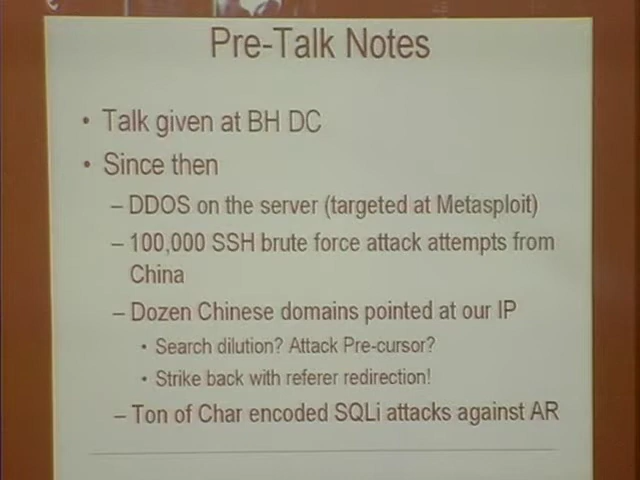 Pre-Talk Notes
• Talk given at BH DC
• Since then
– DDOS on the server (targeted at Metasploit)
– 100,000 SSH brute force attack attempts from
China
– Dozen Chinese domains pointed at our IP
• Search dilution? Attack Pre-cursor?
• Strike back with referer redirection!
– Ton of Char encoded SQLi attacks against AR